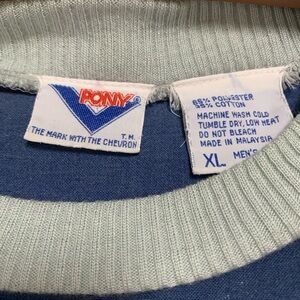 PONY
THE MARK WITH THE CHEVRON
T.M.
65% POLYESTER
35% COTTON
MACHINE WASH COLD
TUMBLE DRY, LOW HEAT
DO NOT BLEACH
MADE IN MALAYSIA
XL MEN'S